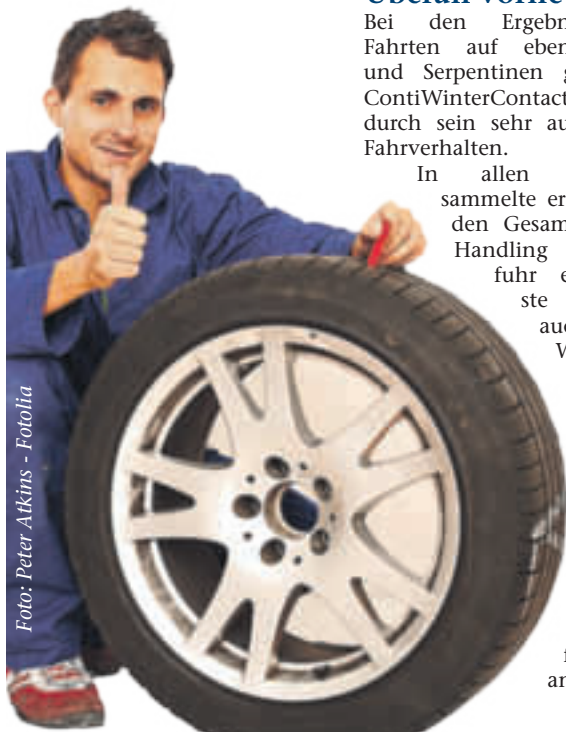 Bei den Ergebn
Fahrten auf eben
und Serpentinen g
ContiWinterContact
durch sein sehr au
Fahrverhalten.
In allen
sammelte er
den Gesam
Handling
fuhr e
ste
auc
W
f
an
Foto: Peter Atkins - Fotolia